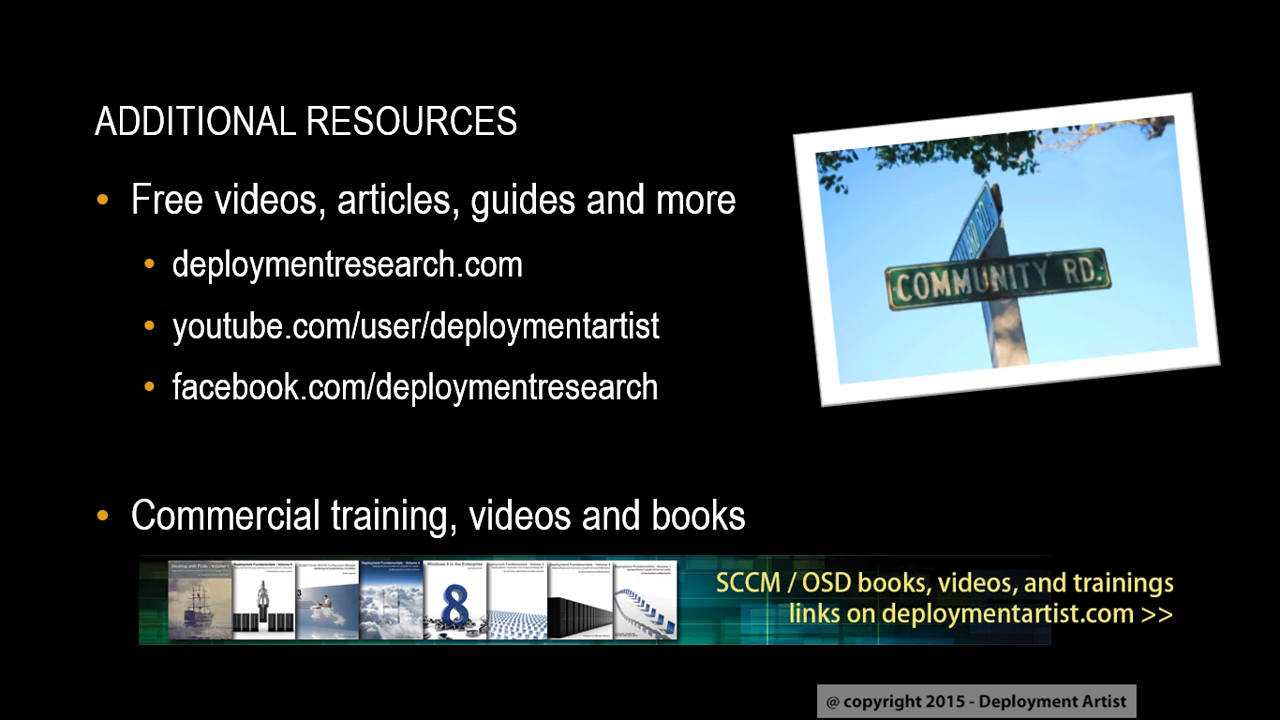 ADDITIONAL RESOURCES
• Free videos, articles, guides and more
• deploymentresearch.com
• youtube.com/user/deploymentartist
• facebook.com/deploymentresearch
COMMUNITY RD.
• Commercial training, videos and books
SCCM / OSD books, videos, and trainings
links on deploymentartist.com >>
@ copyright 2015 - Deployment Artist